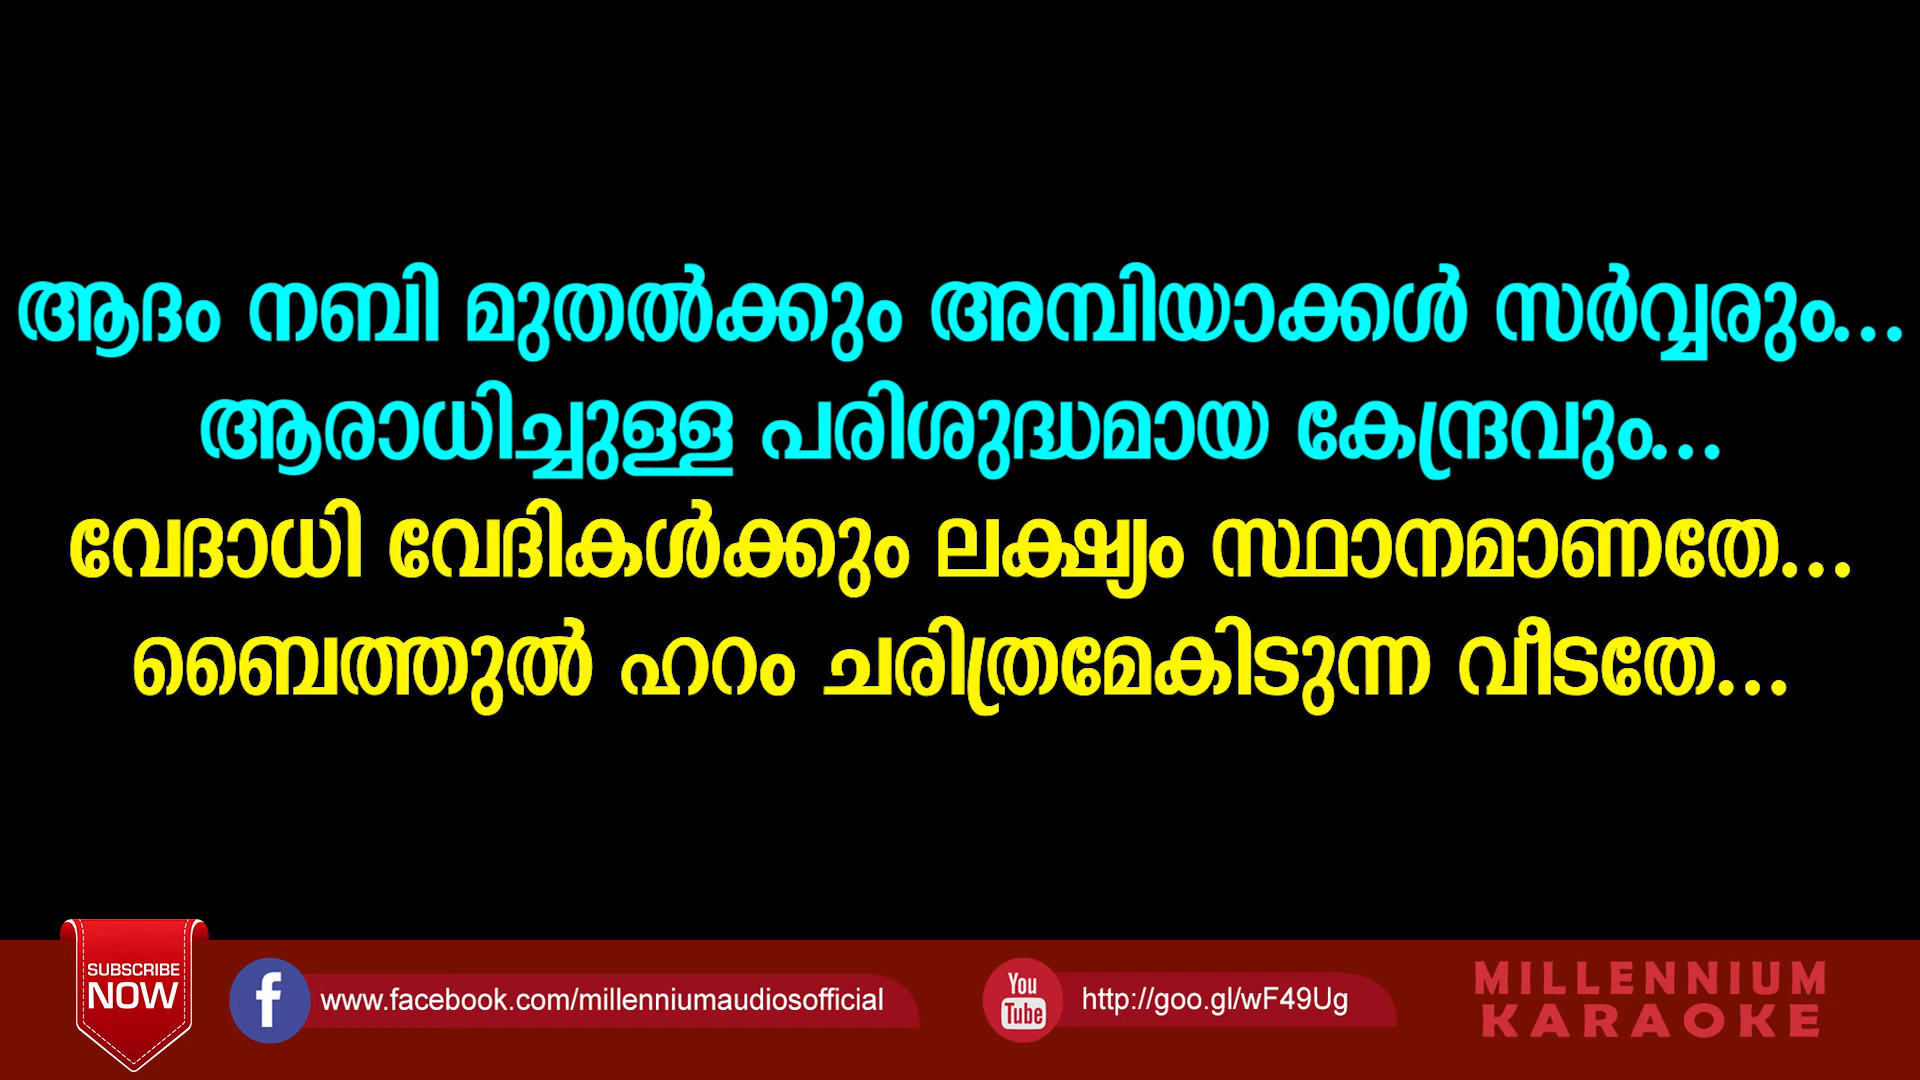 ആദം നബി മുതൽക്കും അമ്പിയാക്കൾ സർവ്വരും...
ആരാധിച്ചുള്ള പരിശുദ്ധമായ കേന്ദ്രവും...
വേദാധി വേദികൾക്കും ലക്ഷ്യം സ്ഥാനമാണതേ...
ബൈത്തുൽ ഹറം ചരിത്രമേകിടുന്ന വീടതേ...
SUBSCRIBE
NOW
f www.facebook.com/millenniumaudiosofficial
You
Tube
http://goo.gl/wF49Ug
MILLENNIUM
KARAOKE